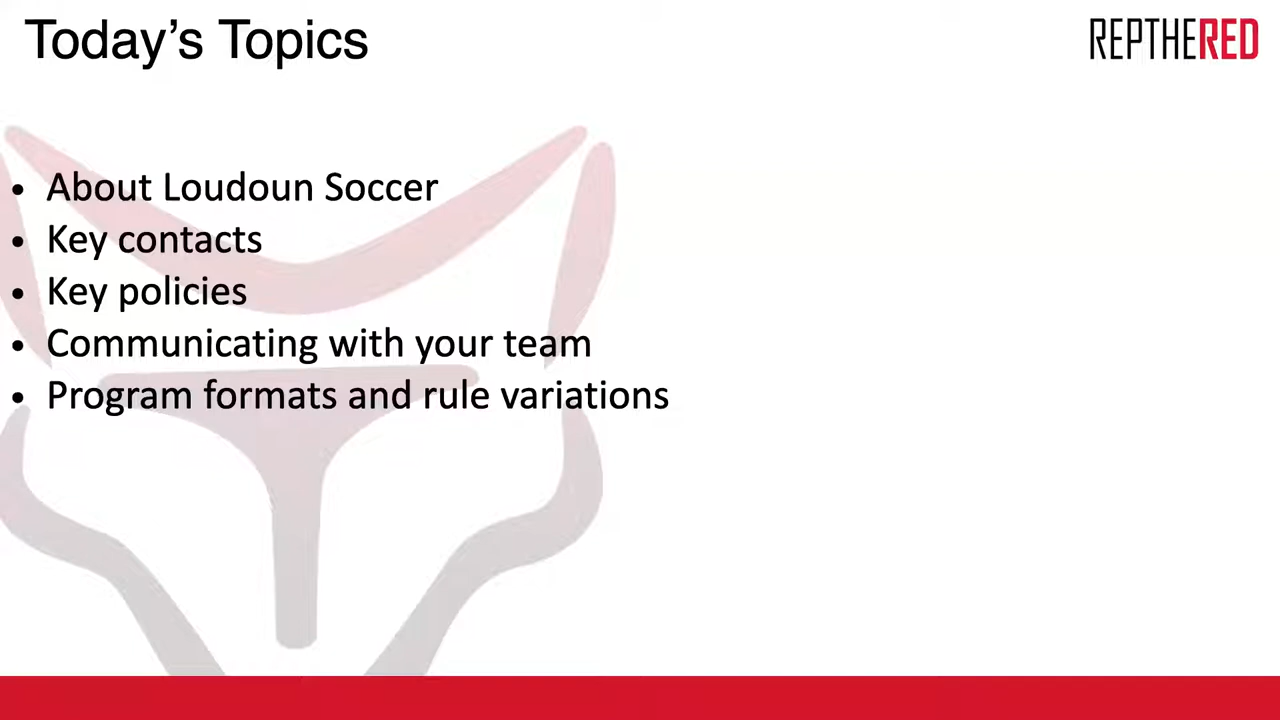 Today’s Topics
REPTHERED
• About Loudoun Soccer
• Key contacts
• Key policies
• Communicating with your team
• Program formats and rule variations